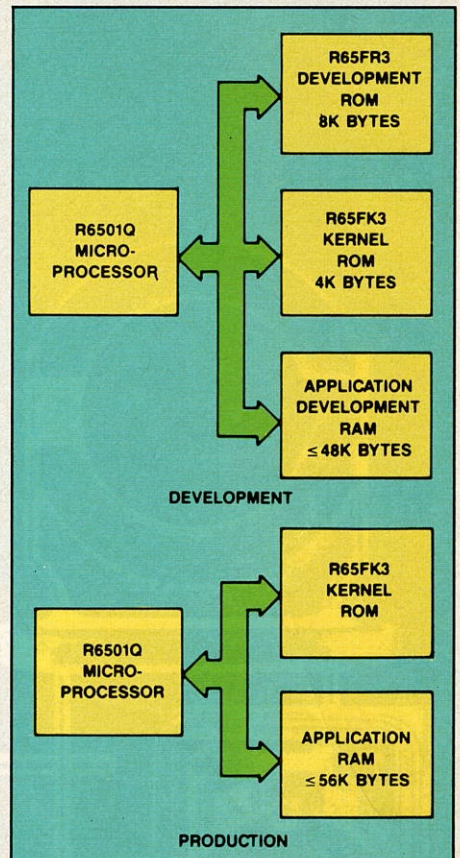 R65FR3
DEVELOPMENT
ROM
8K BYTES
R6501Q
MICRO-
PROCESSOR
R65FK3
KERNEL
ROM
4K BYTES
APPLICATION
DEVELOPMENT
RAM
≤48K BYTES
DEVELOPMENT
R65FK3
KERNEL
ROM
R6501Q
MICRO-
PROCESSOR
APPLICATION
RAM
≤56K BYTES
PRODUCTION